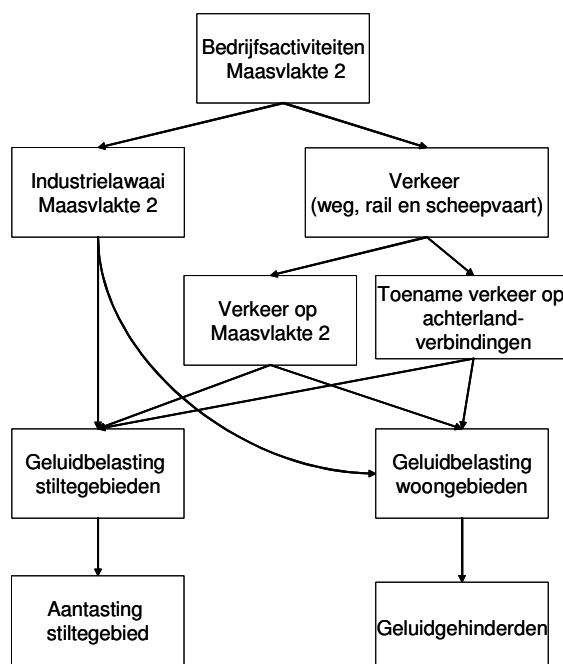 Bedrijfsactiviteiten
Maasvlakte 2
Industrielawaai
Maasvlakte 2
Verkeer
(weg, rail en scheepvaart)
Verkeer op
Maasvlakte 2
Toename verkeer op
achterland-
verbindingen
Geluidbelasting
stiltegebieden
Geluidbelasting
woongebieden
Aantasting
stiltegebied
Geluidgehinderden